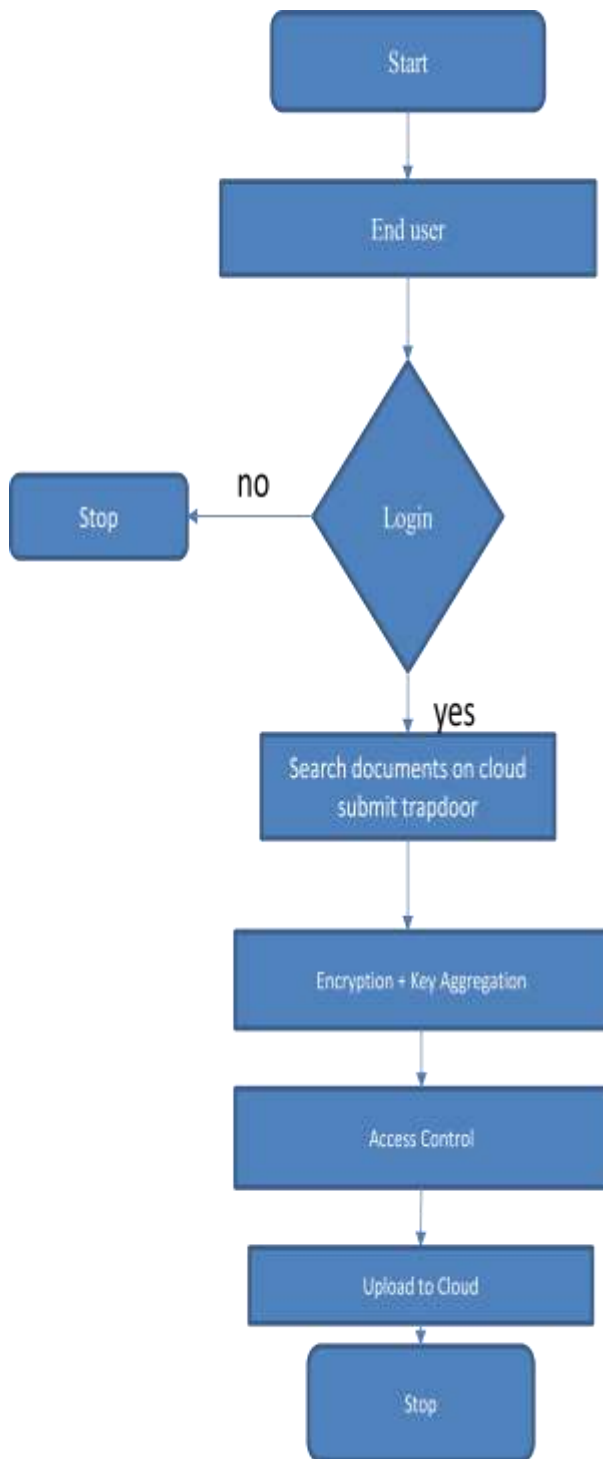 Start
End user
no
Stop
Login
yes
Search documents on cloud
submit trapdoor
Encryption + Key Aggregation
Access Control
Upload to Cloud
Stop